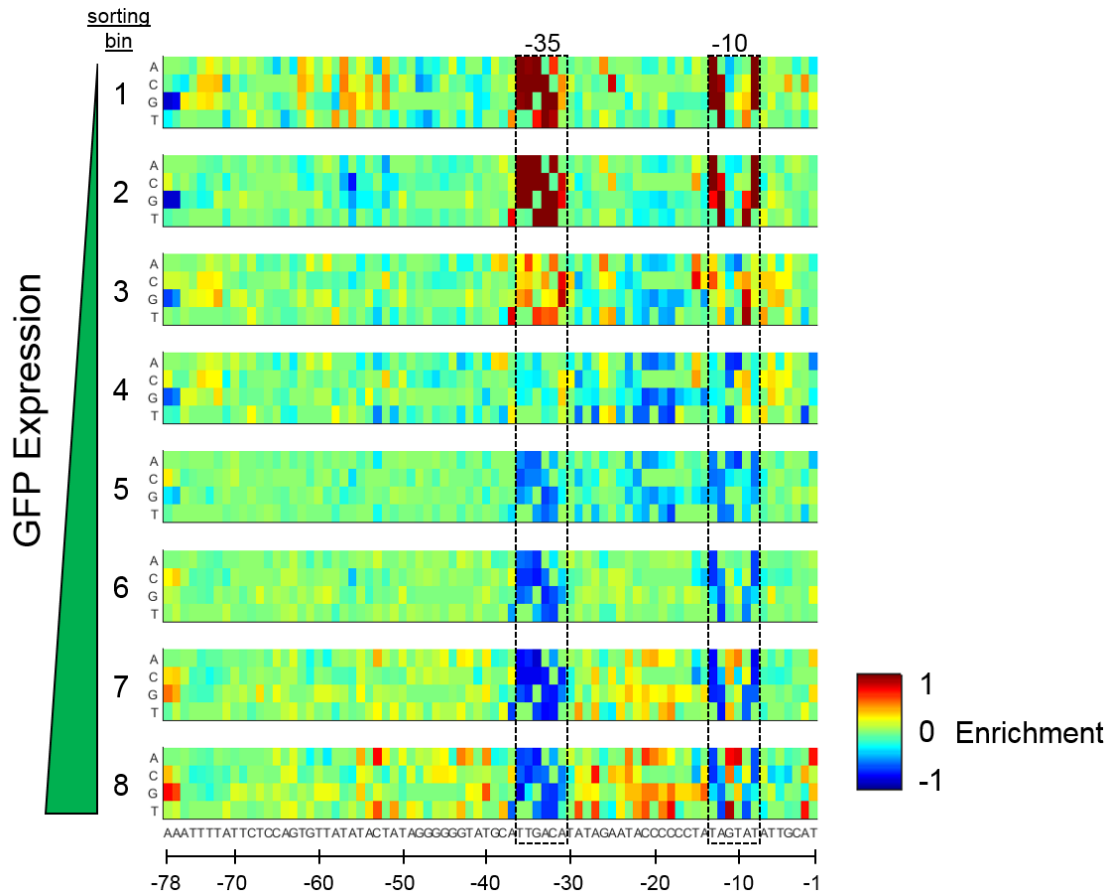 sorting
bin
-35
-10
A
C
G
T
1
A
C
G
T
2
A
C
G
T
3
A
C
G
T
4
A
C
G
T
5
A
C
G
T
6
A
C
G
T
7
A
C
G
T
8
GFP Expression
1
0
-1
Enrichment
AAATTTTATTCTCCAGTGTTATATACTATAGGGGGGTATGCATTGACATATAGAATACCCCCCTATAGTATATTGCAT
-78 -70 -60 -50 -40 -30 -20 -10 -1